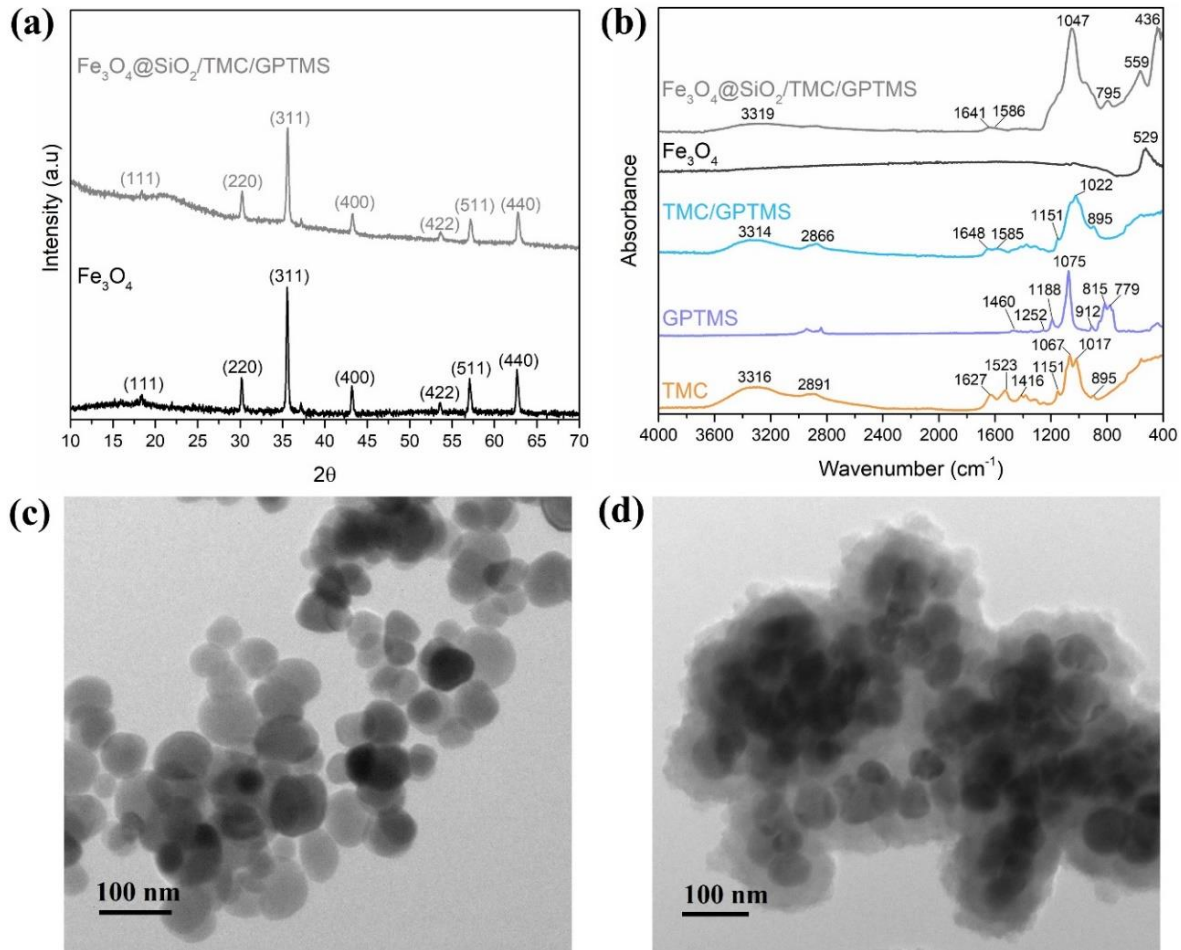 (a)
Fe₃O₄@SiO₂/TMC/GPTMS
(311)
(111)
(220)
(400)
(422)
(511)
(440)
Fe₃O₄
(311)
(111)
(220)
(400)
(422)
(511)
(440)
Intensity (a.u)
10 15 20 25 30 35 40 45 50 55 60 65 70
2θ
(b)
1047
436
559
795
Fe₃O₄@SiO₂/TMC/GPTMS
3319
1641
1586
Fe₃O₄
529
1022
TMC/GPTMS
1151
895
3314
2866
1648
1585
1075
GPTMS
1188
815
779
1460
1252
912
1067
1017
TMC
3316
2891
1627
1523
1416
1151
895
Absorbance
4000 3600 3200 2800 2400 2000 1600 1200 800 400
Wavenumber (cm⁻¹)
(c)
100 nm
(d)
100 nm